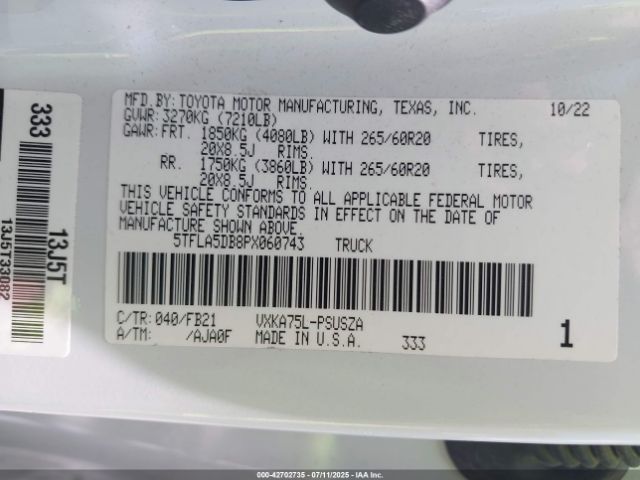 MFD.BY: TOYOTA MOTOR MANUFACTURING, TEXAS, INC. 10/22
GVWR: 3270KG (7210LB)
GAWR: FRT. 1850KG (4080LB) WITH 265/60R20 TIRES,
20X8.5J RIMS.
RR. 1750KG (3860LB) WITH 265/60R20 TIRES,
20X8.5J RIMS.
THIS VEHICLE CONFORMS TO ALL APPLICABLE FEDERAL MOTOR
VEHICLE SAFETY STANDARDS IN EFFECT ON THE DATE OF
MANUFACTURE SHOWN ABOVE.
5TFLA5DB8PX060743 TRUCK
C/TR: 040/FB21 VXKA75L-PSUSZA
A/TM: /AJA0F MADE IN U.S.A. 333 1
333
13J5T
13J5T33082
00-42702735 - 07/11/2025 - IAA INC.